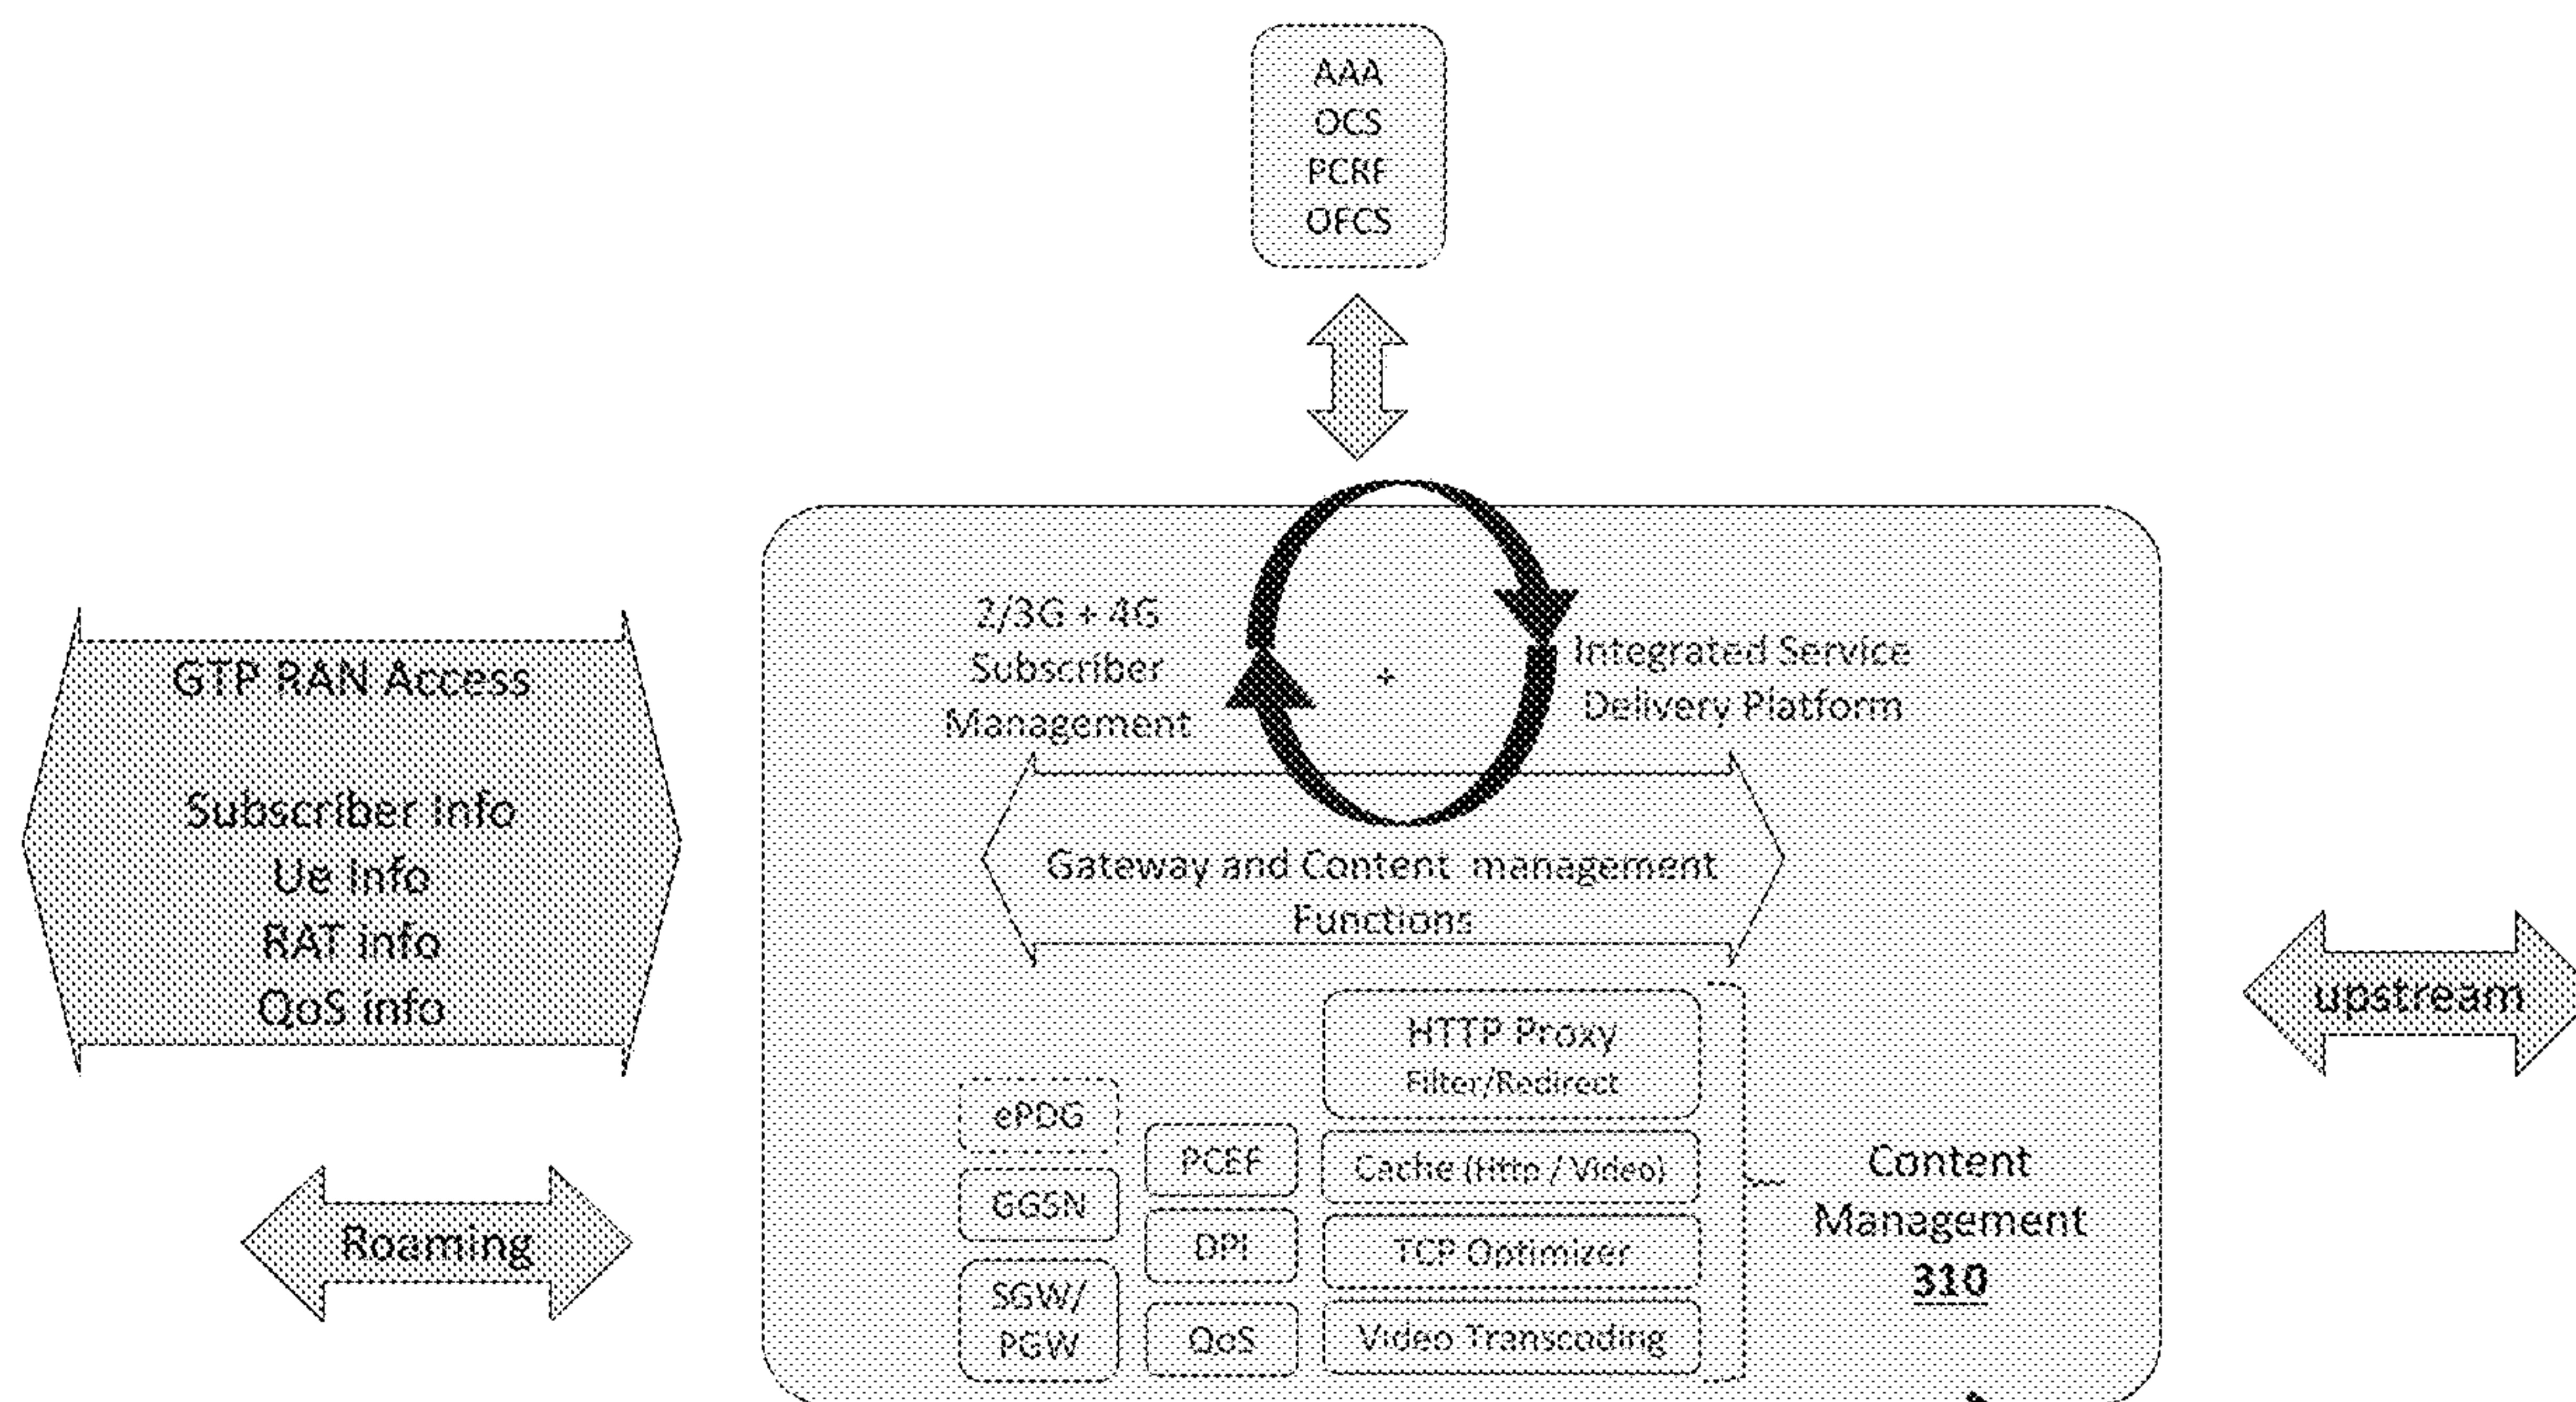 AAA
OCS
PCRF
OFCS
2/3G + 4G
Subscriber
Management
+
Integrated Service
Delivery Platform
GTP RAN Access
Subscriber Info
Ue Info
RAT info
QoS info
Gateway and Content management
Functions
upstream
Roaming
ePDG
GGSN
SGW/
PGW
PCEF
DPI
QoS
HTTP Proxy
Filter/Redirect
Cache (Http / Video)
TCP Optimizer
Video Transcoding
Content
Management
310